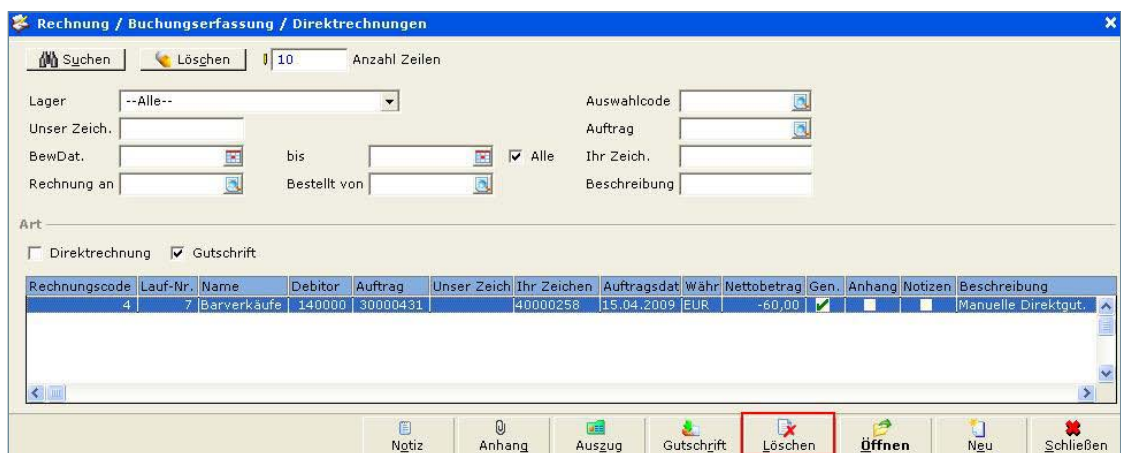 Rechnung / Buchungserfassung / Direktrechnungen
Suchen Löschen 10 Anzahl Zeilen
Lager --Alle-- Auswahlcode
Unser Zeich. Auftrag
BewDat. bis Alle Ihr Zeich.
Rechnung an Bestellt von Beschreibung
Art
Direktrechnung Gutschrift
Rechnungscode Lauf-Nr. Name Debitor Auftrag Unser Zeich Ihr Zeichen Auftragsdat Währ Nettobetrag Gen. Anhang Notizen Beschreibung
4 7 Barverkäufe 140000 30000431 40000258 15.04.2009 EUR -60,00 Manuelle Direktgut.
Notiz Anhang Auszug Gutschrift Löschen Öffnen Neu Schließen